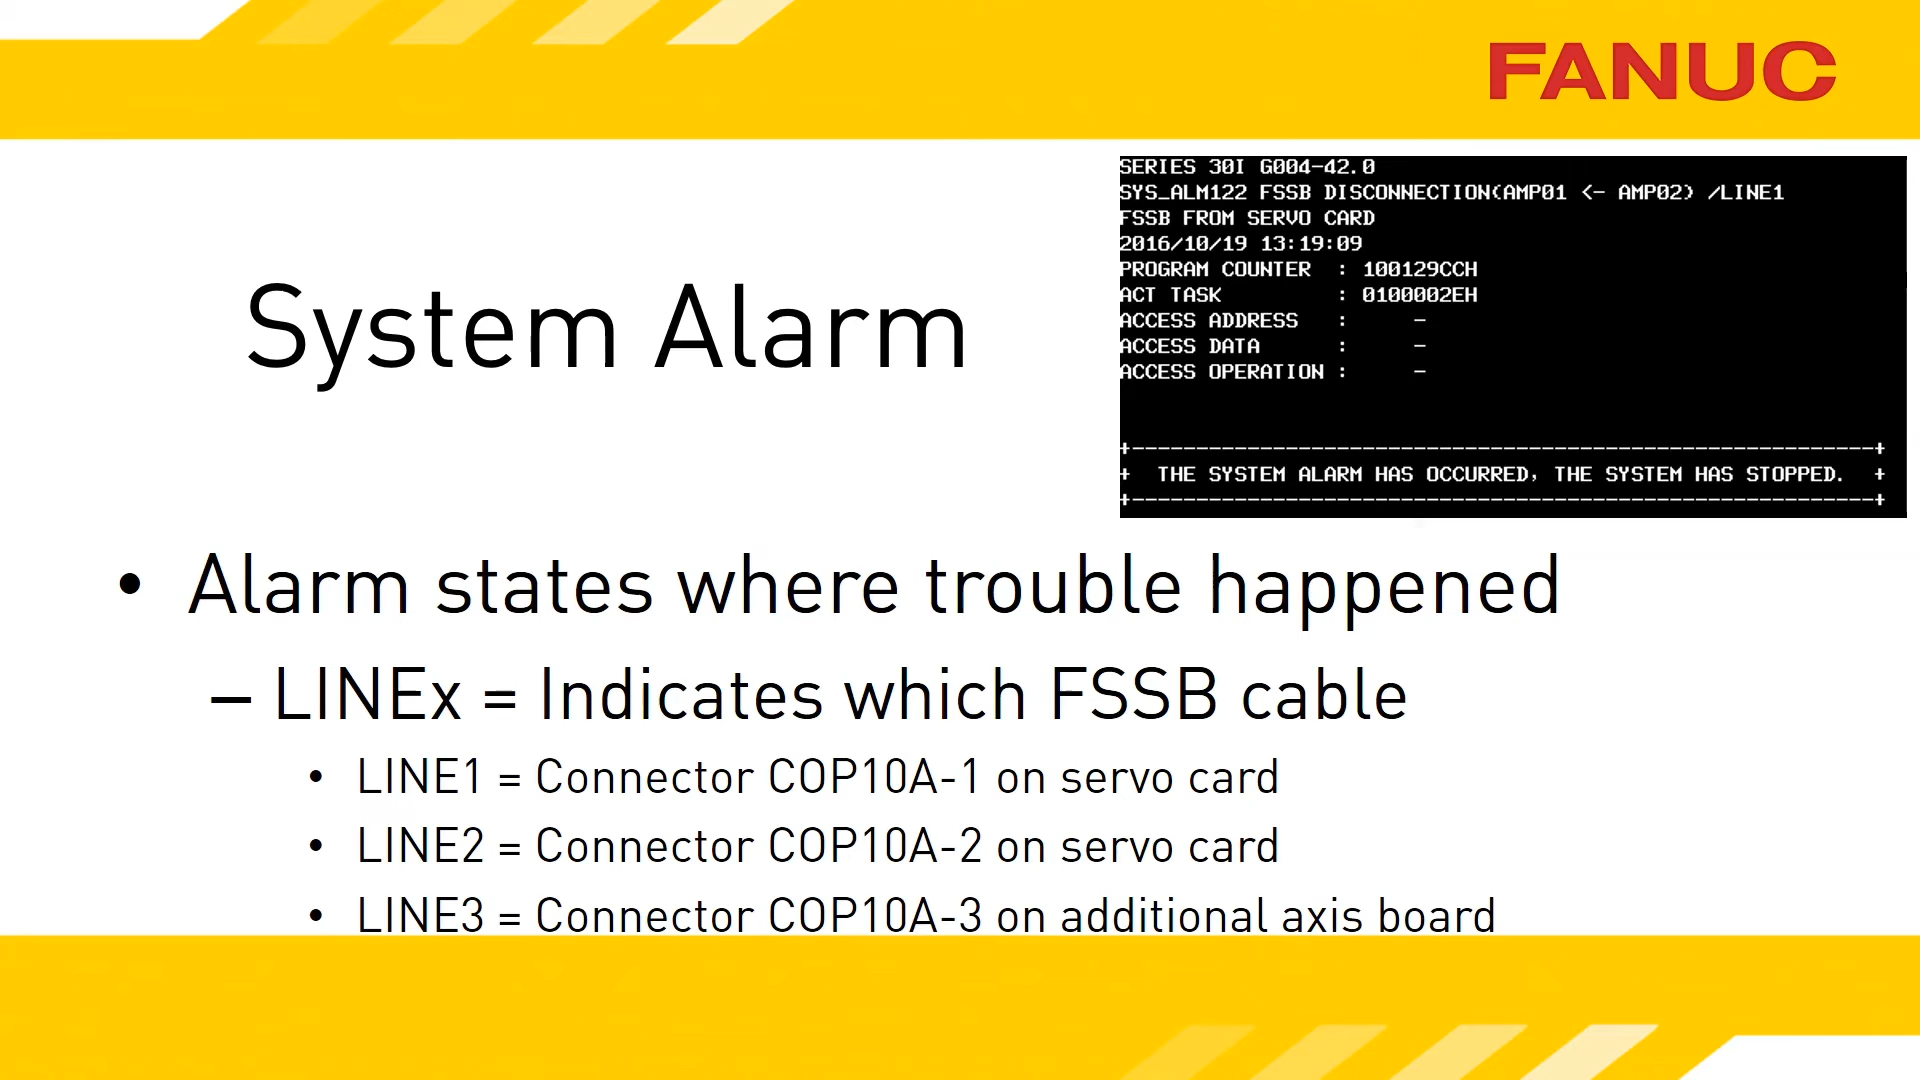 FANUC
SERIES 30I G004-42.0
SYS_ALM122 FSSB DISCONNECTION(AMP01 <- AMP02) /LINE1
FSSB FROM SERVO CARD
2016/10/19 13:19:09
PROGRAM COUNTER : 100129CCH
ACT TASK : 0100002EH
ACCESS ADDRESS : -
ACCESS DATA : -
ACCESS OPERATION : -
+-----------------------------------------------------------+
+ THE SYSTEM ALARM HAS OCCURRED, THE SYSTEM HAS STOPPED. +
+-----------------------------------------------------------+
System Alarm
• Alarm states where trouble happened
– LINEx = Indicates which FSSB cable
• LINE1 = Connector COP10A-1 on servo card
• LINE2 = Connector COP10A-2 on servo card
• LINE3 = Connector COP10A-3 on additional axis board